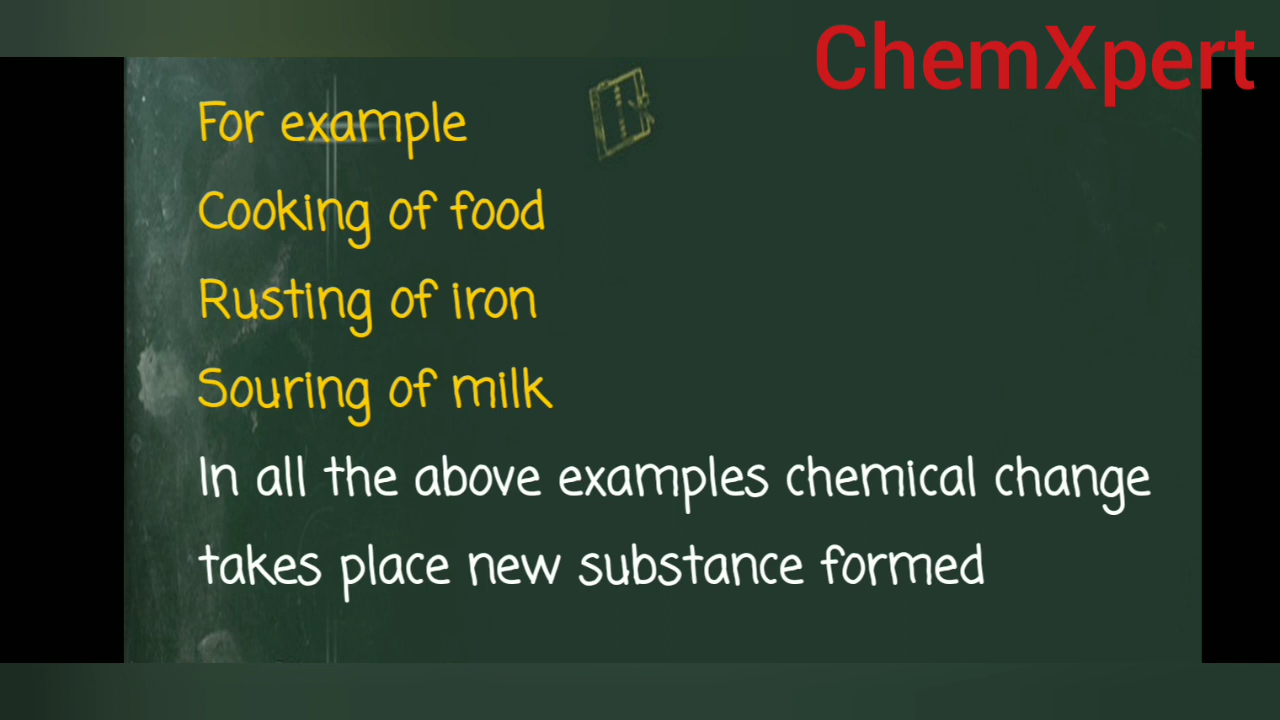 ChemXpert
For example
Cooking of food
Rusting of iron
Souring of milk
In all the above examples chemical change
takes place new substance formed